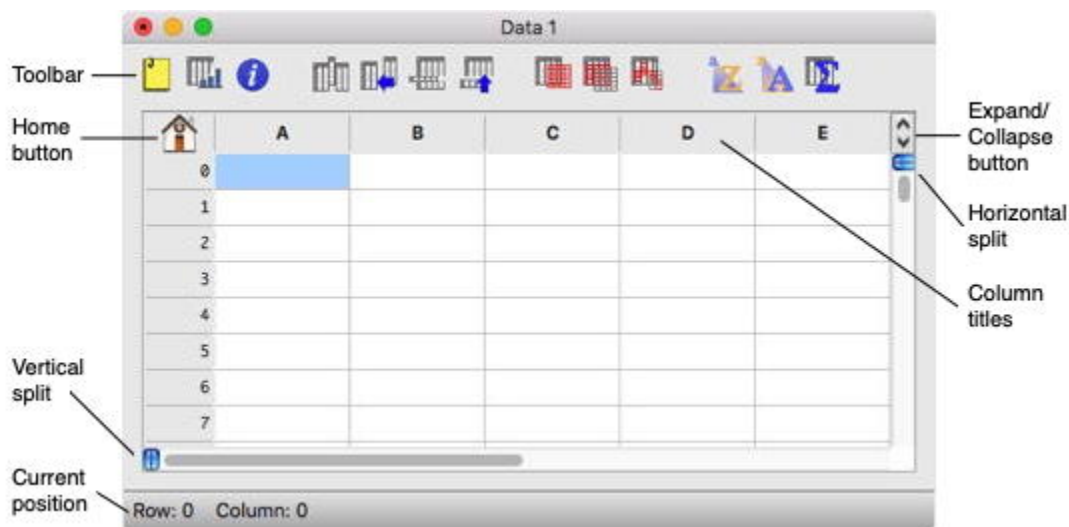 Data 1
Toolbar
Home
button
A B C D E
Expand/
Collapse
button
0
1
2
3
4
5
6
7
Horizontal
split
Column
titles
Vertical
split
Current
position
Row: 0 Column: 0